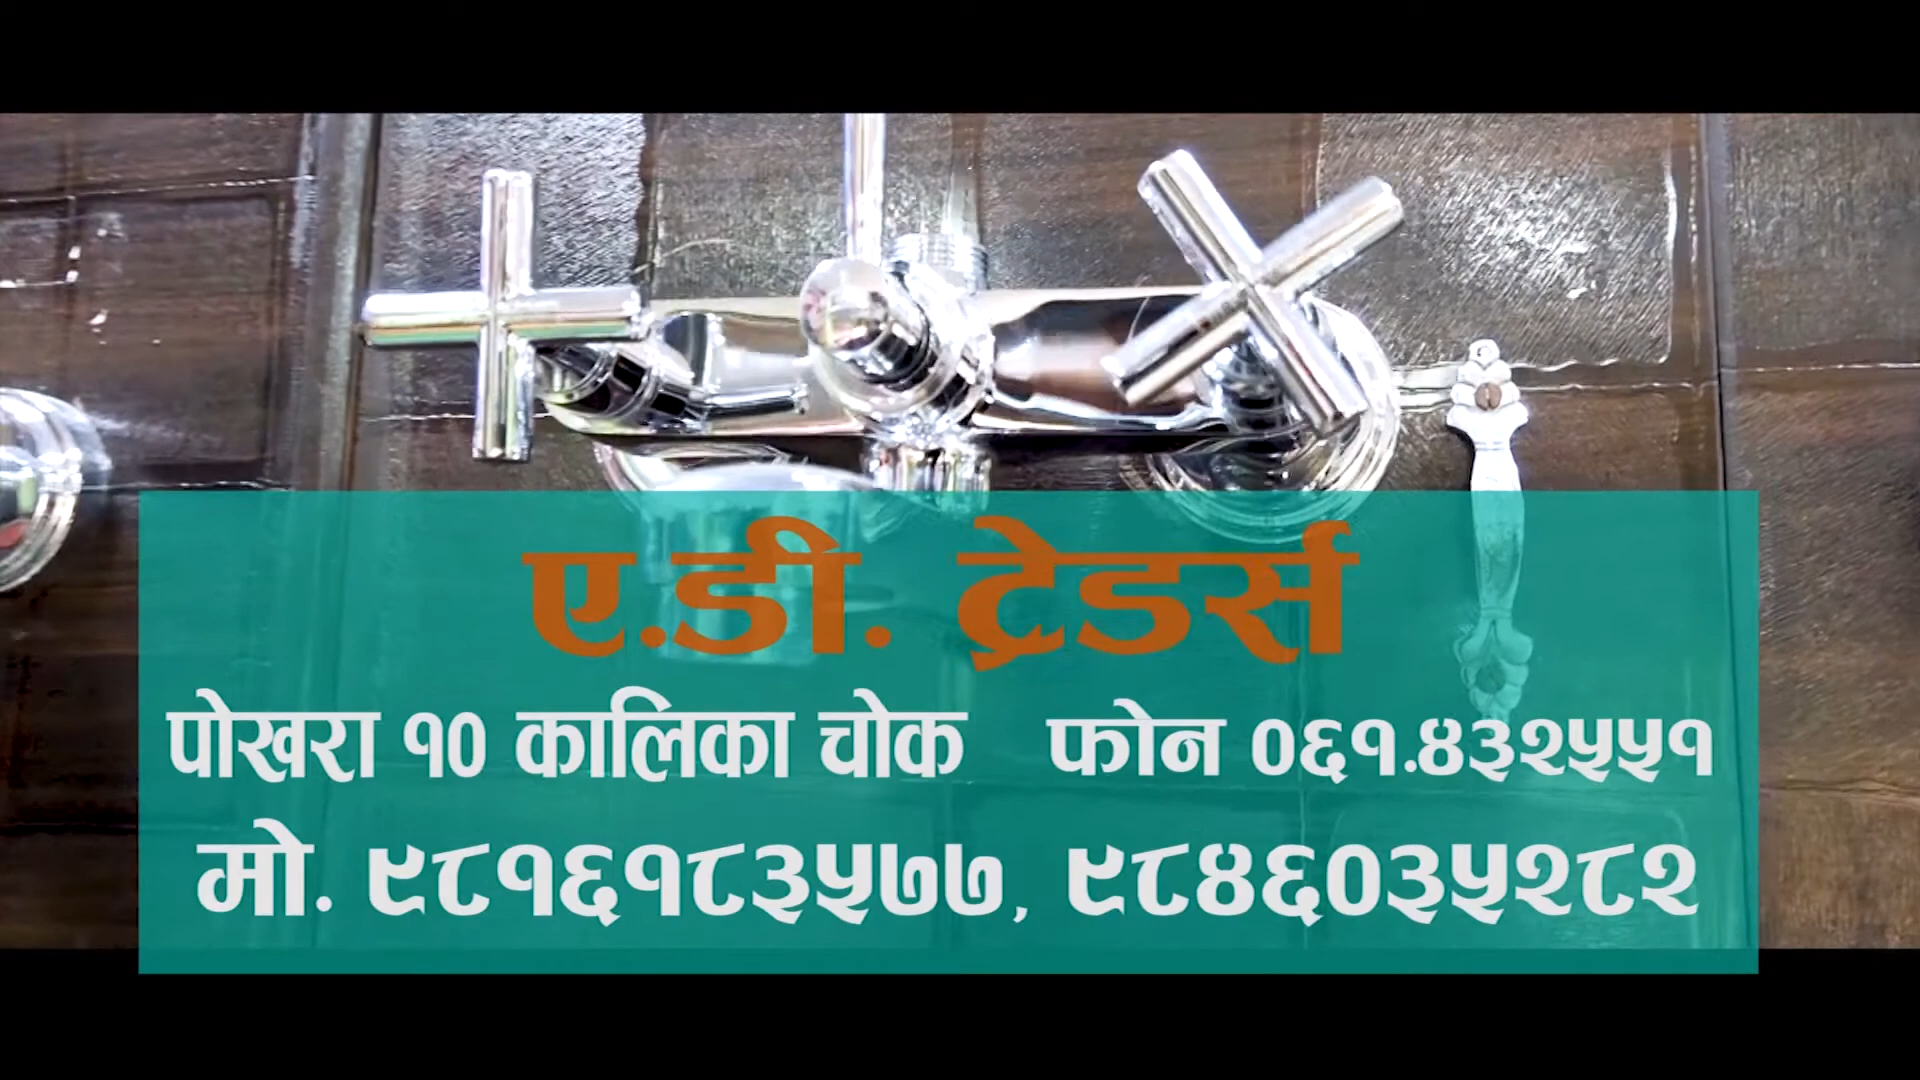 ए.डी. ट्रेडर्स
पोखरा १० कालिका चोक फोन ०६१.४३२५५१
मो. ९८१६१८३५७७, ९८४६०३५२८२